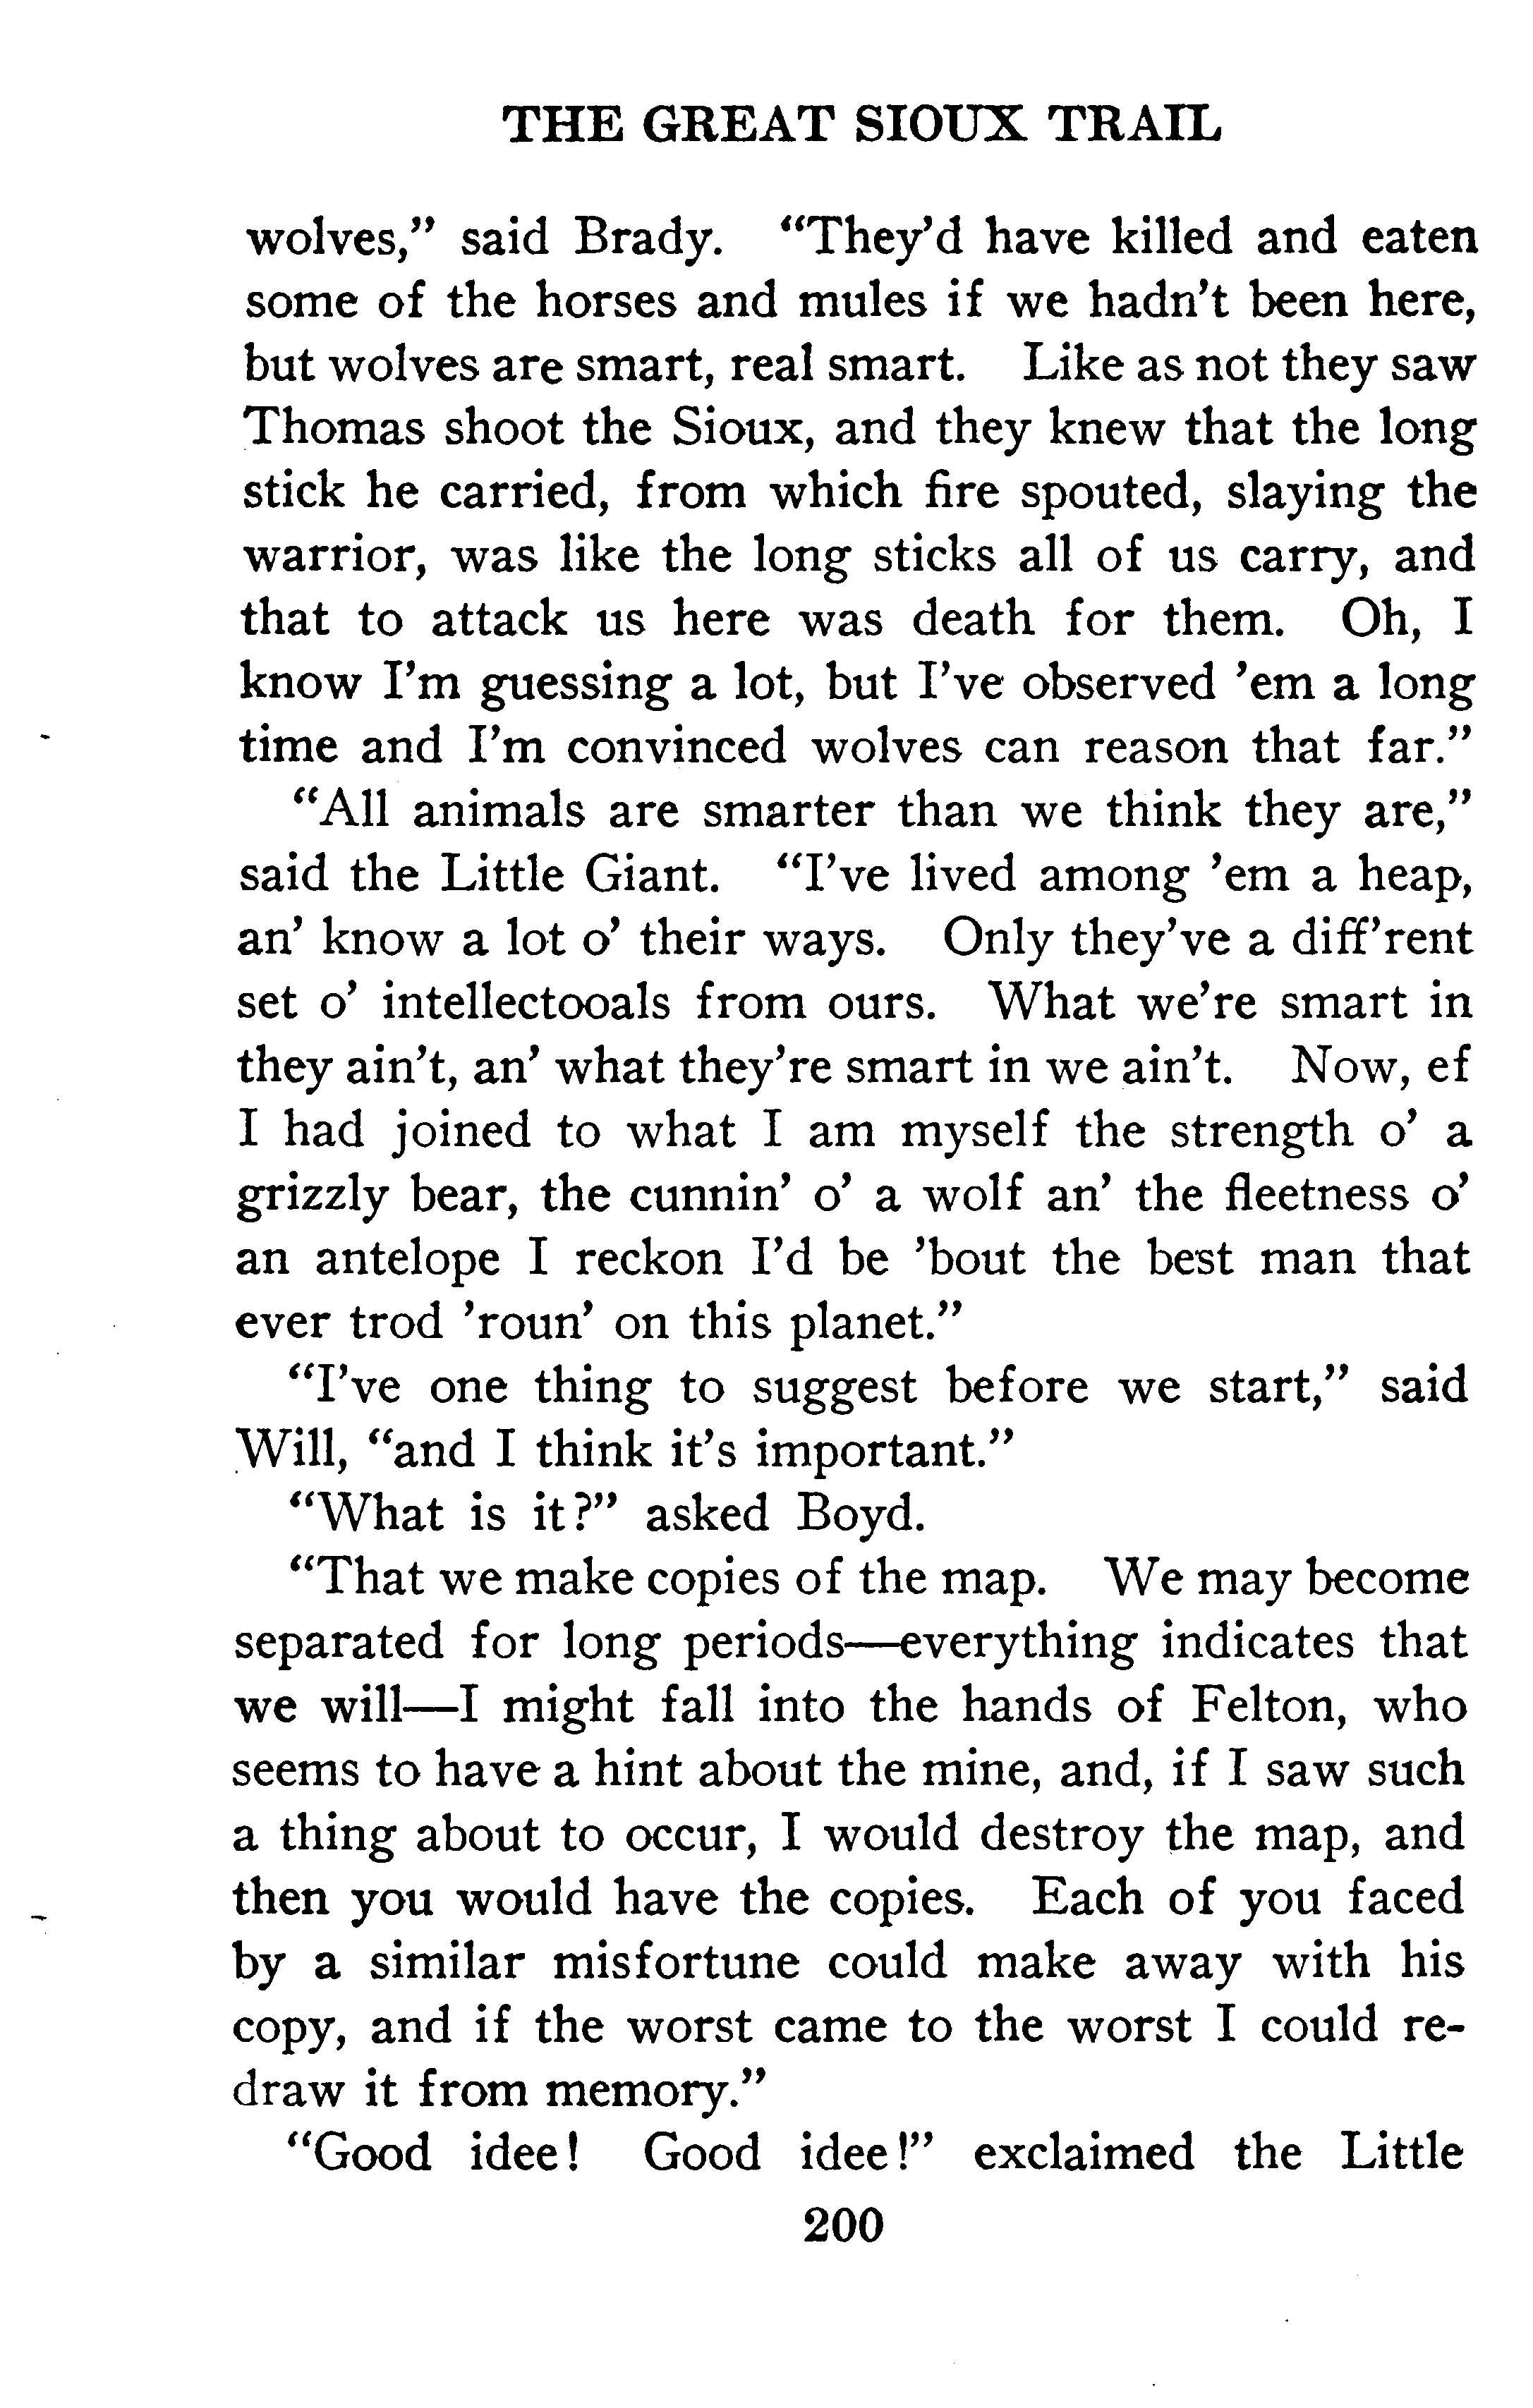 THE GREAT SIOUX TRAIL
wolves,” said Brady. “They’d have killed and eaten
some of the horses and mules if we hadn’t been here,
but wolves are smart, real smart. Like as not they saw
Thomas shoot the Sioux, and they knew that the long
stick he carried, from which fire spouted, slaying the
warrior, was like the long sticks all of us carry, and
that to attack us here was death for them. Oh, I
know I’m guessing a lot, but I’ve observed ’em a long
time and I’m convinced wolves can reason that far.”
“All animals are smarter than we think they are,”
said the Little Giant. “I’ve lived among ’em a heap,
an’ know a lot o’ their ways. Only they’ve a diff’rent
set o’ intellectooals from ours. What we’re smart in
they ain’t, an’ what they’re smart in we ain’t. Now, ef
I had joined to what I am myself the strength o’ a
grizzly bear, the cunnin’ o’ a wolf an’ the fleetness o’
an antelope I reckon I’d be ’bout the best man that
ever trod ’roun’ on this planet.”
“I’ve one thing to suggest before we start,” said
Will, “and I think it’s important.”
“What is it?” asked Boyd.
“That we make copies of the map. We may become
separated for long periods—everything indicates that
we will—I might fall into the hands of Felton, who
seems to have a hint about the mine, and, if I saw such
a thing about to occur, I would destroy the map, and
then you would have the copies. Each of you faced
by a similar misfortune could make away with his
copy, and if the worst came to the worst I could re-
draw it from memory.”
“Good idee! Good idee!” exclaimed the Little
200